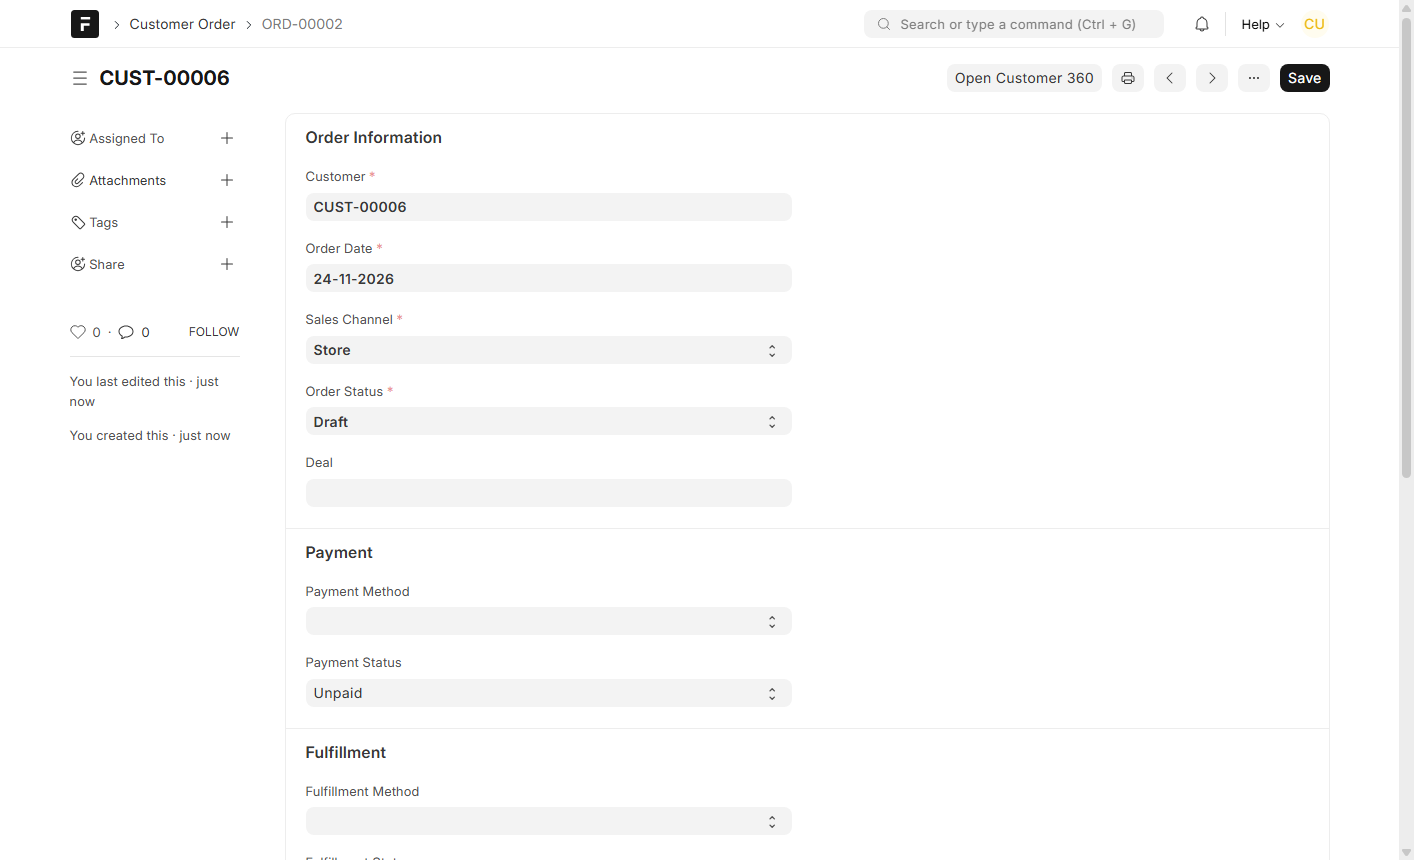 Customer Order
ORD-00002
Search or type a command (Ctrl + G)
Help
CU
CUST-00006
Open Customer 360
Save
Assigned To
Attachments
Tags
Share
0 · 0
FOLLOW
You last edited this · just
now
You created this · just now
Order Information
Customer *
CUST-00006
Order Date *
24-11-2026
Sales Channel *
Store
Order Status *
Draft
Deal
Payment
Payment Method
Payment Status
Unpaid
Fulfillment
Fulfillment Method